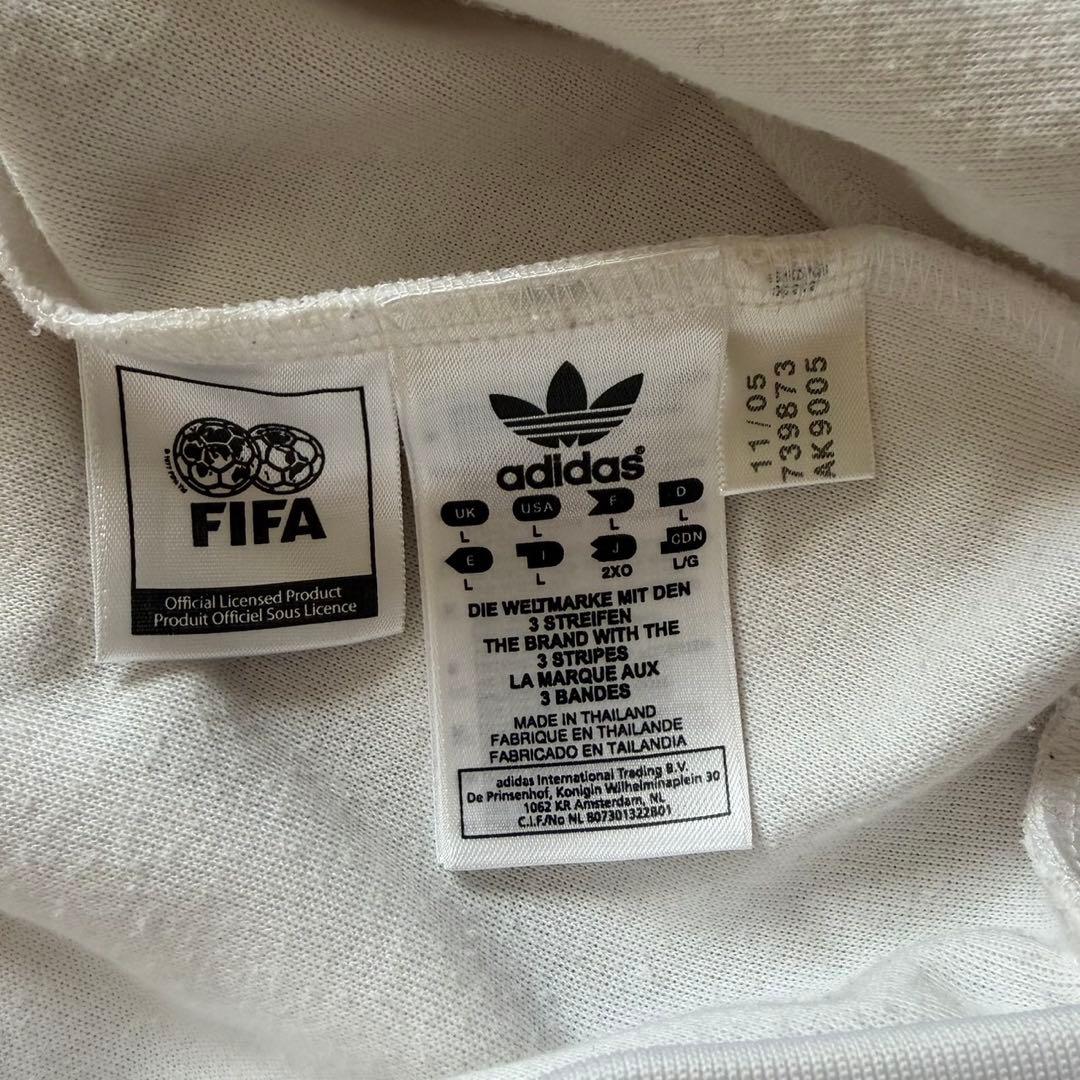 FIFA
Official Licensed Product
Produit Officiel Sous Licence
adidas®
UK USA F D
L L L L
E I J CDN
L L 2XO L/G
DIE WELTMARKE MIT DEN
3 STREIFEN
THE BRAND WITH THE
3 STRIPES
LA MARQUE AUX
3 BANDES
MADE IN THAILAND
FABRIQUE EN THAILANDE
FABRICADO EN TAILANDIA
adidas International Trading B.V.
De Prinsenhof, Konigin Wilhelminaplein 30
1062 KR Amsterdam, NL
C.I.F/No NL 807301322B01
11/05
739873
AK9005